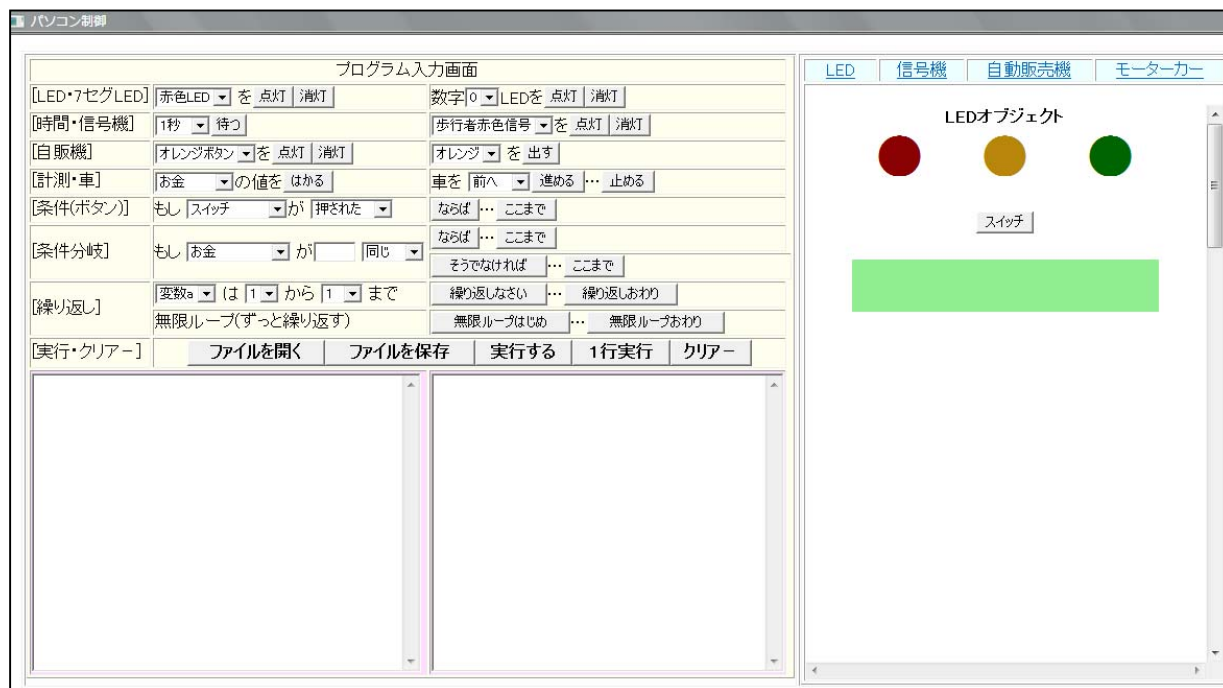 パソコン制御
プログラム入力画面
[LED・7セグLED] 赤色LED を 点灯 消灯 数字 0 LEDを 点灯 消灯
[時間・信号機] 1秒 待つ 歩行者赤色信号 を 点灯 消灯
[自販機] オレンジボタン を 点灯 消灯 オレンジ を 出す
[計測・車] お金 の値を はかる 車を 前へ 進める … 止める
[条件(ボタン)] もし スイッチ が 押された ならば … ここまで
[条件分岐] もし お金 が 同じ ならば … ここまで
そうでなければ … ここまで
[繰り返し] 変数a は 1 から 1 まで 繰り返しなさい … 繰り返しおわり
無限ループ(ずっと繰り返す) 無限ループはじめ … 無限ループおわり
[実行・クリアー] ファイルを開く ファイルを保存 実行する 1行実行 クリアー
LED 信号機 自動販売機 モーターカー
LEDオブジェクト
スイッチ